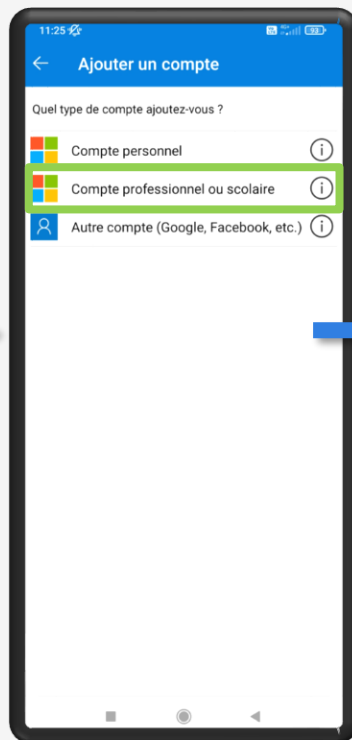 11:25
Ajouter un compte
Quel type de compte ajoutez-vous ?
Compte personnel
Compte professionnel ou scolaire
Autre compte (Google, Facebook, etc.)